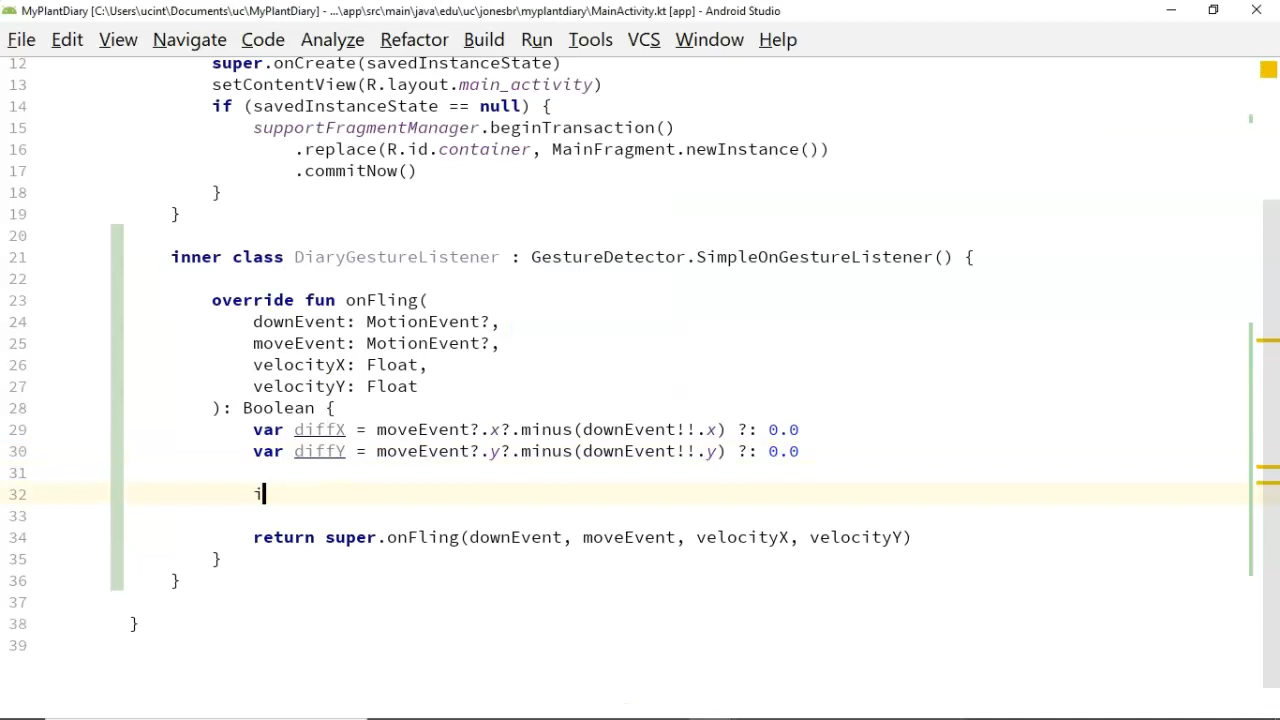 MyPlantDiary [C:\Users\ucint\Documents\uc\MyPlantDiary] - ...\app\src\main\java\edu\uc\jonesbr\myplantdiary\MainActivity.kt [app] - Android Studio
File Edit View Navigate Code Analyze Refactor Build Run Tools VCS Window Help
12 super.onCreate(savedInstanceState)
13 setContentView(R.layout.main_activity)
14 if (savedInstanceState == null) {
15 supportFragmentManager.beginTransaction()
16 .replace(R.id.container, MainFragment.newInstance())
17 .commitNow()
18 }
19 }
20
21 inner class DiaryGestureListener : GestureDetector.SimpleOnGestureListener() {
22
23 override fun onFling(
24 downEvent: MotionEvent?,
25 moveEvent: MotionEvent?,
26 velocityX: Float,
27 velocityY: Float
28 ): Boolean {
29 var diffX = moveEvent?.x?.minus(downEvent!!.x) ?: 0.0
30 var diffY = moveEvent?.y?.minus(downEvent!!.y) ?: 0.0
31
32 i
33
34 return super.onFling(downEvent, moveEvent, velocityX, velocityY)
35 }
36 }
37
38 }
39